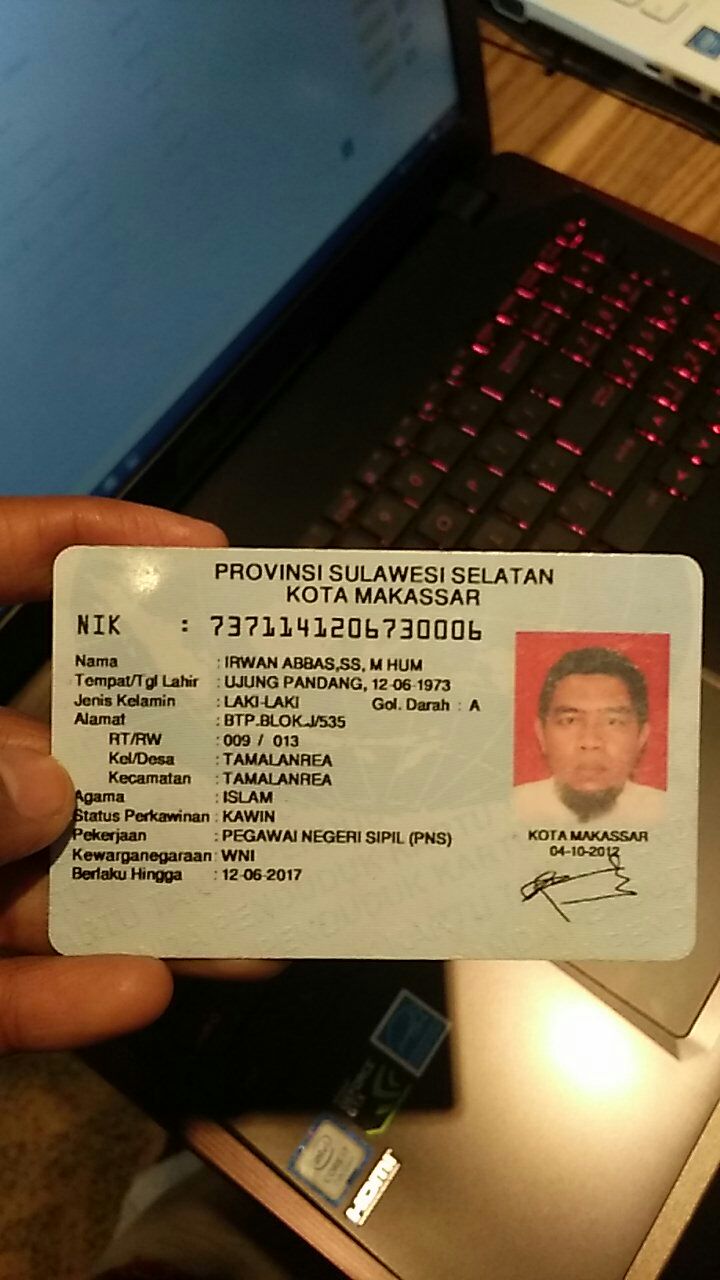 PROVINSI SULAWESI SELATAN
KOTA MAKASSAR
NIK : 7371141206730006
Nama : IRWAN ABBAS,SS, M HUM
Tempat/Tgl Lahir : UJUNG PANDANG, 12-06-1973
Jenis Kelamin : LAKI-LAKI Gol. Darah : A
Alamat : BTP.BLOK.J/535
RT/RW : 009 / 013
Kel/Desa : TAMALANREA
Kecamatan : TAMALANREA
Agama : ISLAM
Status Perkawinan : KAWIN
Pekerjaan : PEGAWAI NEGERI SIPIL (PNS)
Kewarganegaraan : WNI
Berlaku Hingga : 12-06-2017
KOTA MAKASSAR
04-10-2012
HDMI